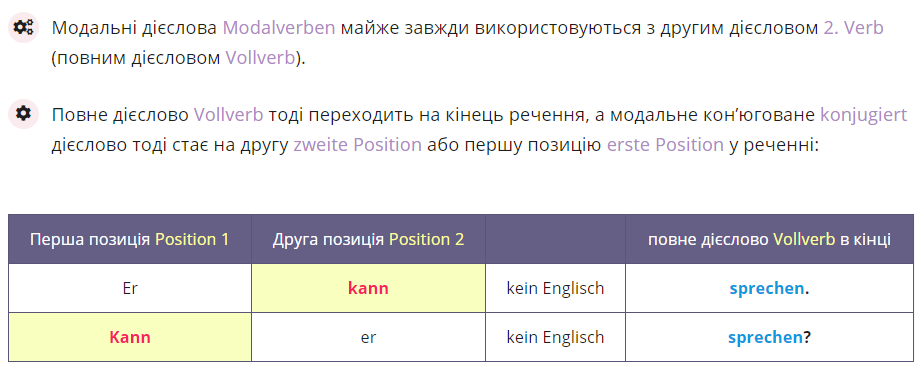 Модальні дієслова Modalverben майже завжди використовуються з другим дієсловом 2. Verb
(повним дієсловом Vollverb).
Повне дієслово Vollverb тоді переходить на кінець речення, а модальне кон’юговане konjugiert
дієслово тоді стає на другу zweite Position або першу позицію erste Position у реченні:
Перша позиція Position 1 Друга позиція Position 2 повне дієслово Vollverb в кінці
Er kann kein Englisch sprechen.
Kann er kein Englisch sprechen?